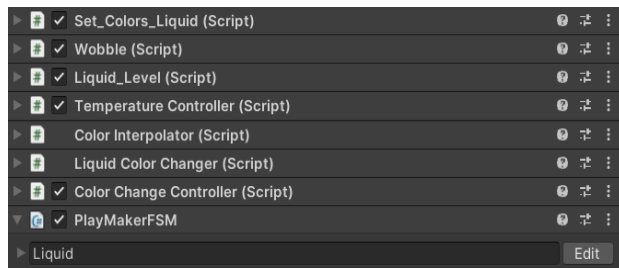 Set_Colors_Liquid (Script)
Wobble (Script)
Liquid_Level (Script)
Temperature Controller (Script)
Color Interpolator (Script)
Liquid Color Changer (Script)
Color Change Controller (Script)
PlayMakerFSM
Liquid Edit